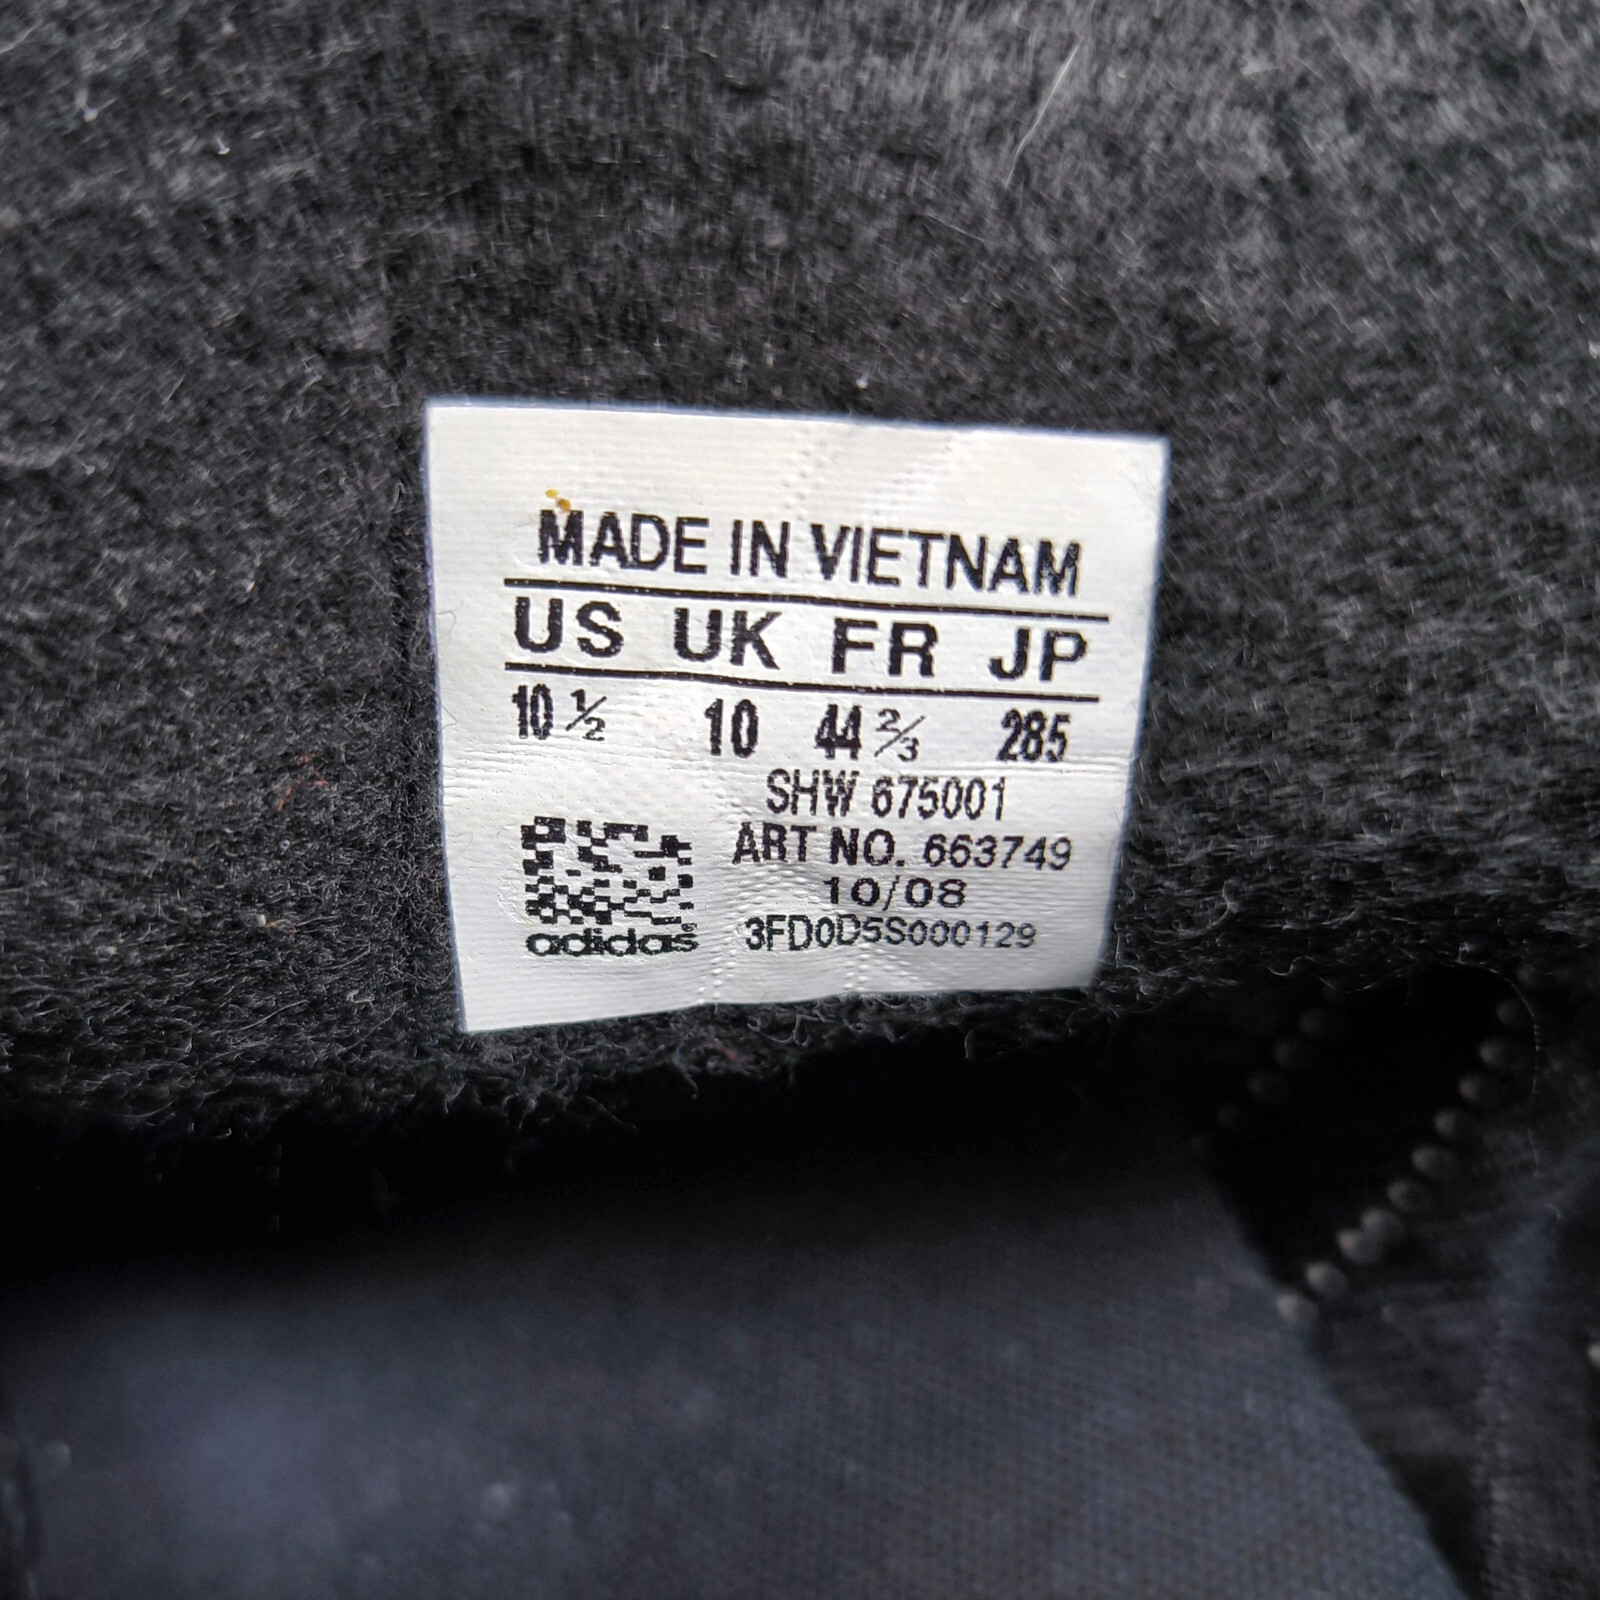 MADE IN VIETNAM
US UK FR JP
10 ½ 10 44 ⅔ 285
SHW 675001
ART NO. 663749
10/08
adidas 3FD0D5S000129